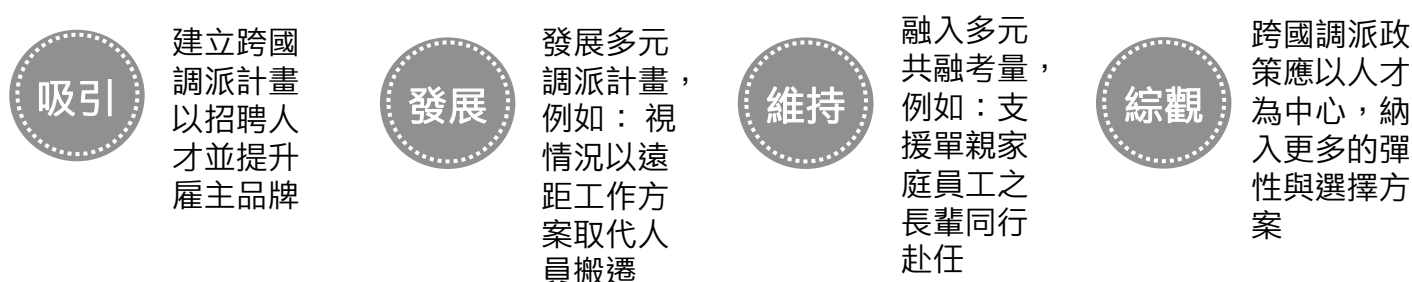 吸引
建立跨國
調派計畫
以招聘人
才並提升
雇主品牌
發展
發展多元
調派計畫，
例如： 視
情況以遠
距工作方
案取代人
員搬遷
維持
融入多元
共融考量，
例如：支
援單親家
庭員工之
長輩同行
赴任
綜觀
跨國調派政
策應以人才
為中心，納
入更多的彈
性與選擇方
案